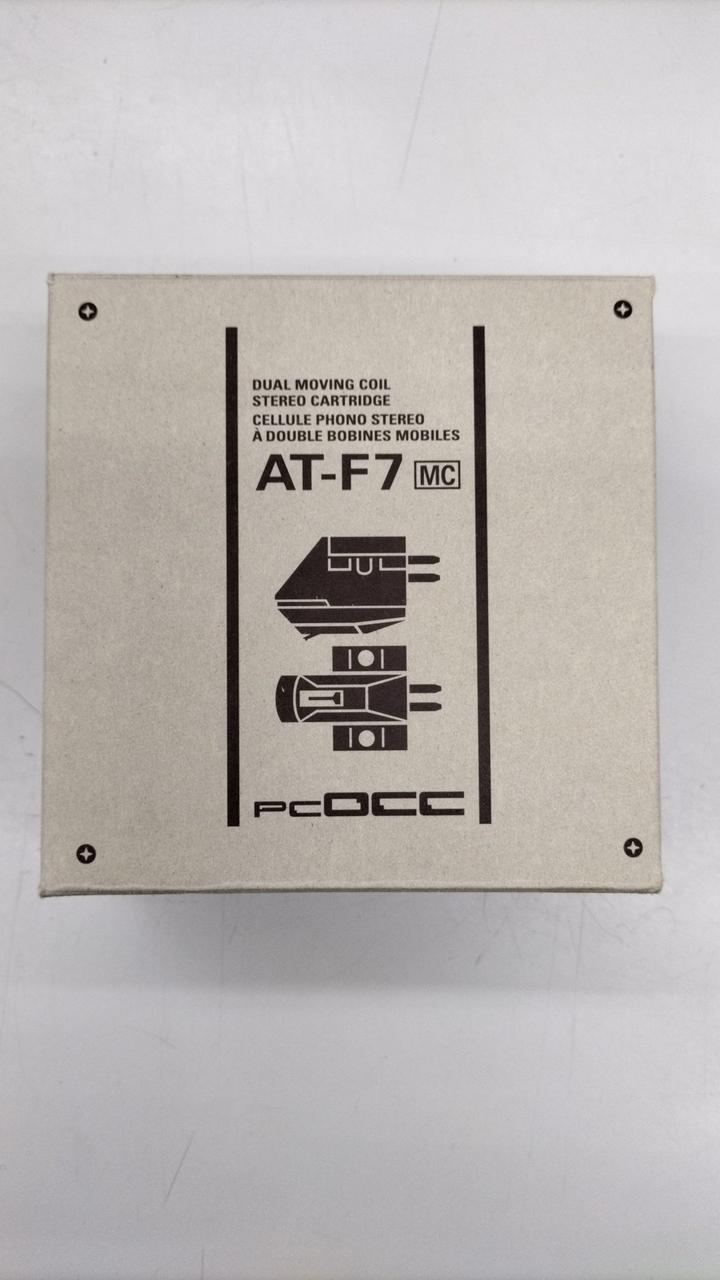 DUAL MOVING COIL
STEREO CARTRIDGE
CELLULE PHONO STEREO
À DOUBLE BOBINES MOBILES
AT-F7 MC
PCOCC